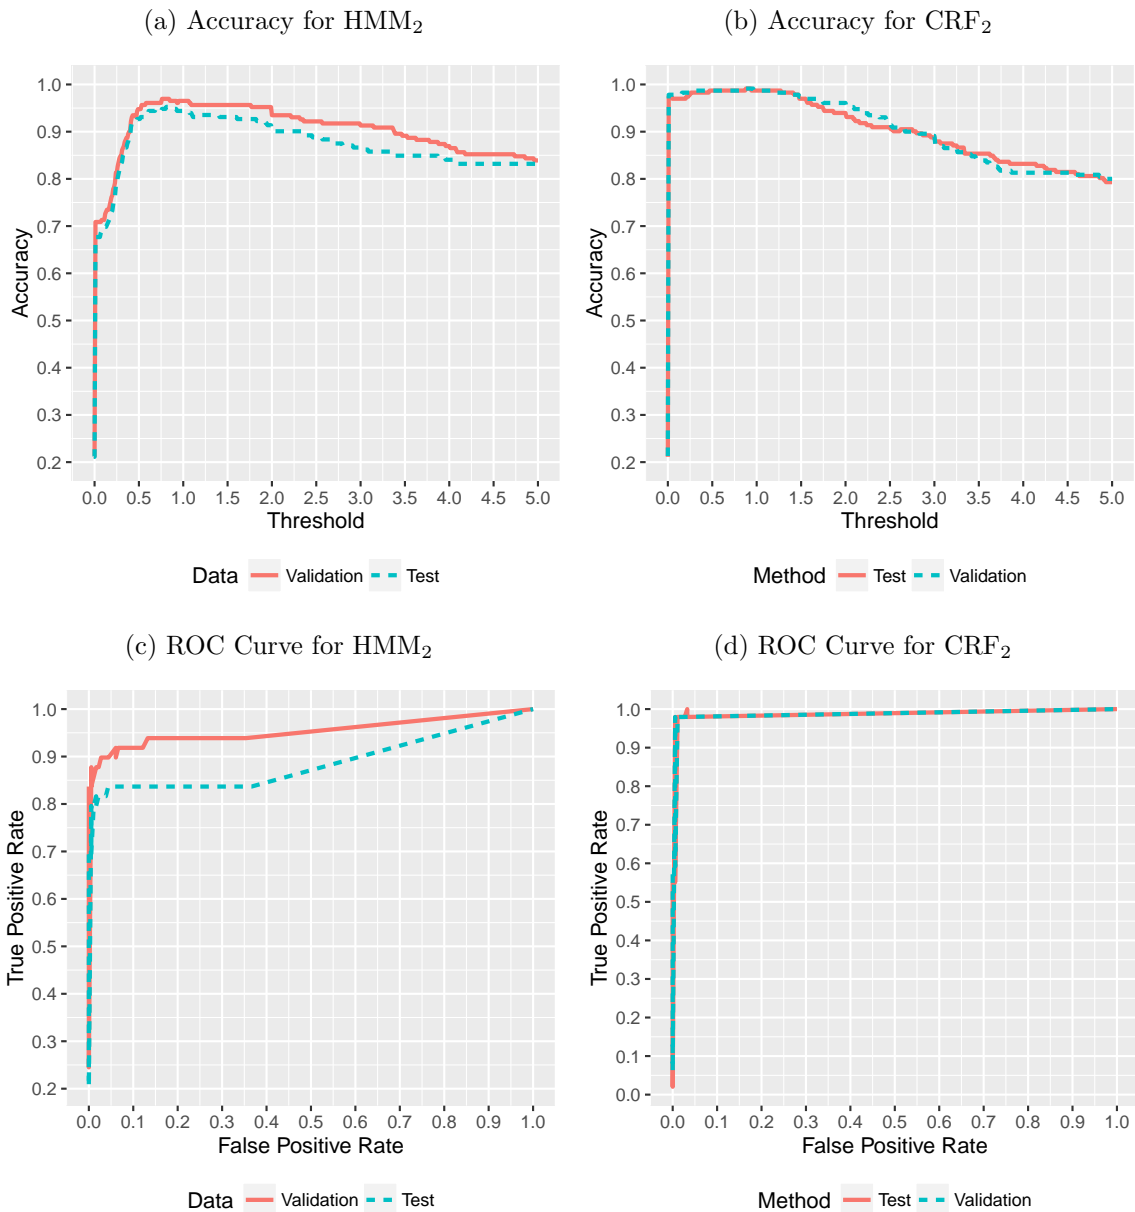 (a) Accuracy for HMM₂
1.0
0.9
0.8
0.7
0.6
0.5
0.4
0.3
0.2
Accuracy
0.0 0.5 1.0 1.5 2.0 2.5 3.0 3.5 4.0 4.5 5.0
Threshold
Data Validation Test
(b) Accuracy for CRF₂
1.0
0.9
0.8
0.7
0.6
0.5
0.4
0.3
0.2
Accuracy
0.0 0.5 1.0 1.5 2.0 2.5 3.0 3.5 4.0 4.5 5.0
Threshold
Method Test Validation
(c) ROC Curve for HMM₂
1.0
0.9
0.8
0.7
0.6
0.5
0.4
0.3
0.2
True Positive Rate
0.0 0.1 0.2 0.3 0.4 0.5 0.6 0.7 0.8 0.9 1.0
False Positive Rate
Data Validation Test
(d) ROC Curve for CRF₂
1.0
0.9
0.8
0.7
0.6
0.5
0.4
0.3
0.2
0.1
0.0
True Positive Rate
0.0 0.1 0.2 0.3 0.4 0.5 0.6 0.7 0.8 0.9 1.0
False Positive Rate
Method Test Validation